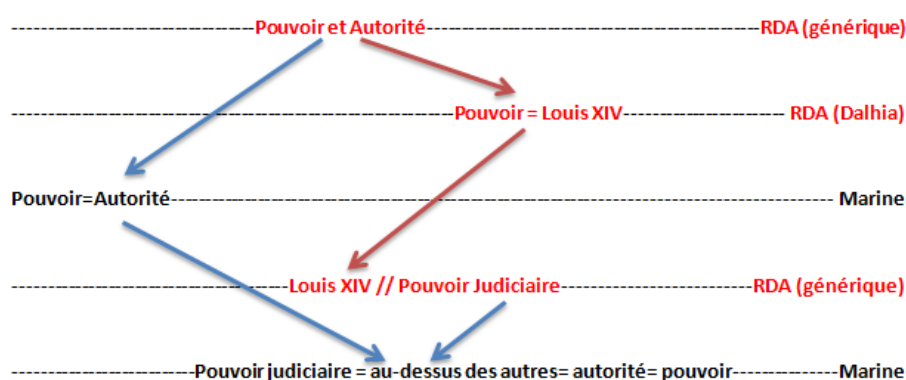 ---------------------------------Pouvoir et Autorité---------------------------------------------RDA (générique)
------------------------------------------------------------Pouvoir = Louis XIV---------------------- RDA (Dalhia)
Pouvoir=Autorité------------------------------------------------------------------------------------------ Marine
--------------------------------------Louis XIV // Pouvoir Judiciaire--------------------------RDA (générique)
-------------------------Pouvoir judiciaire = au-dessus des autres= autorité= pouvoir--------------Marine